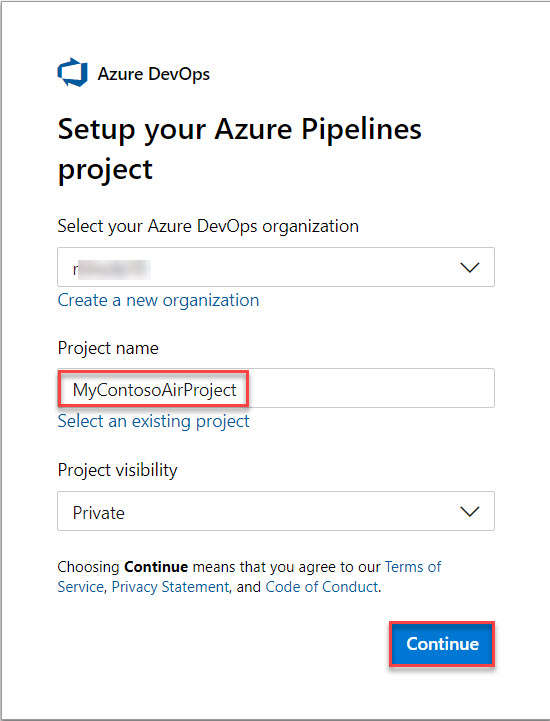 Azure DevOps
Setup your Azure Pipelines
project
Select your Azure DevOps organization
Create a new organization
Project name
MyContosoAirProject
Select an existing project
Project visibility
Private
Choosing Continue means that you agree to our Terms of
Service, Privacy Statement, and Code of Conduct.
Continue